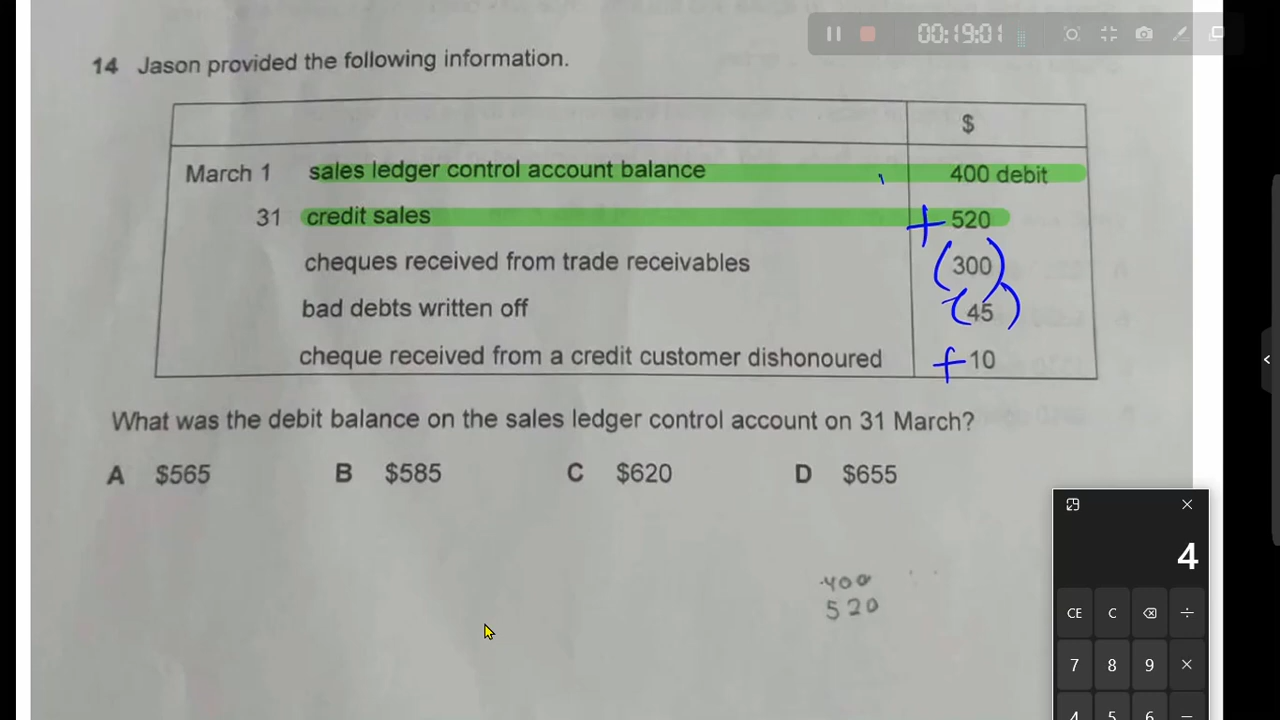 00:19:01
14 Jason provided the following information.
$
March 1 sales ledger control account balance 400 debit
31 credit sales + 520
cheques received from trade receivables (300)
bad debts written off (45)
cheque received from a credit customer dishonoured + 10
What was the debit balance on the sales ledger control account on 31 March?
A $565 B $585 C $620 D $655
400
520
4
CE C ÷
7 8 9 ×
4 5 6 −